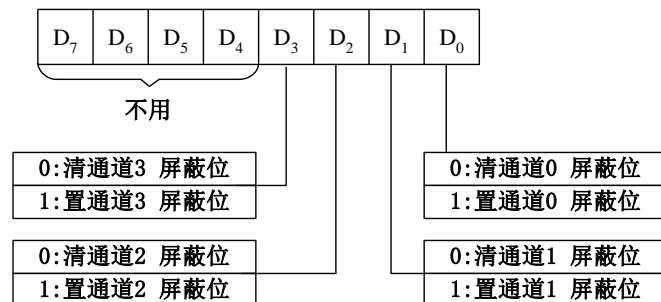 D7 D6 D5 D4 D3 D2 D1 D0
不用
0:清通道3 屏蔽位
1:置通道3 屏蔽位
0:清通道0 屏蔽位
1:置通道0 屏蔽位
0:清通道2 屏蔽位
1:置通道2 屏蔽位
0:清通道1 屏蔽位
1:置通道1 屏蔽位